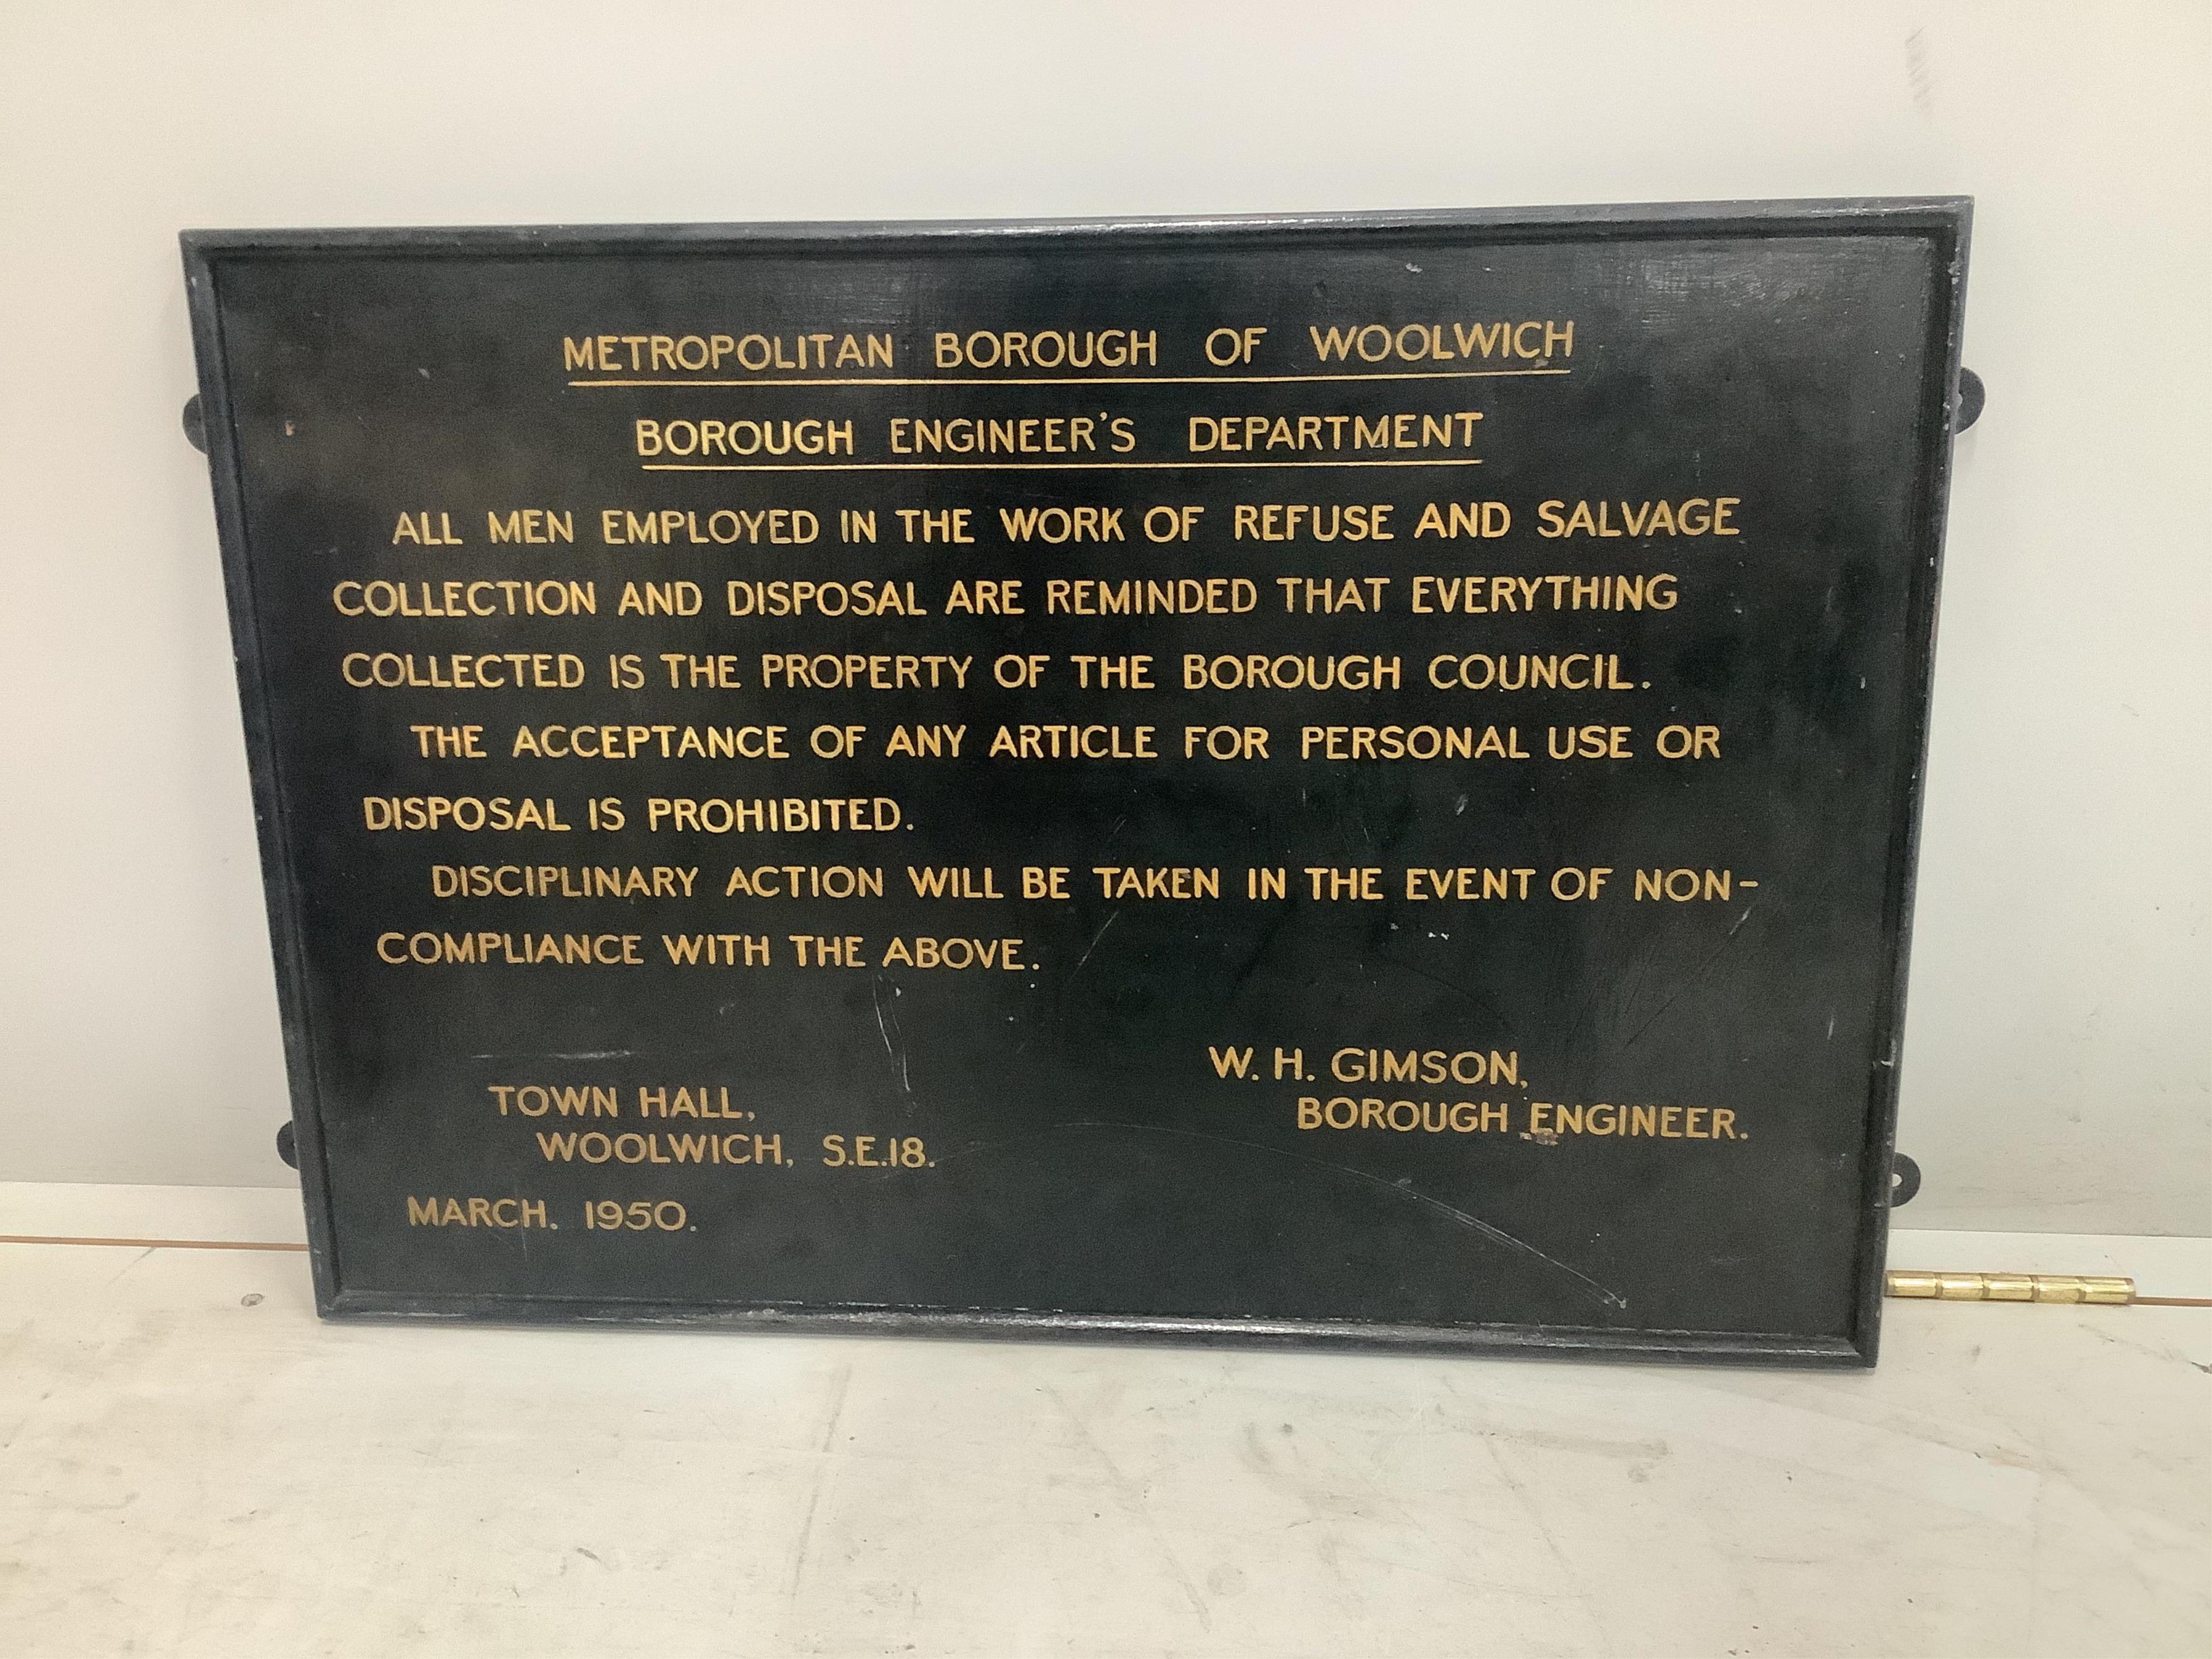 METROPOLITAN BOROUGH OF WOOLWICH
BOROUGH ENGINEER'S DEPARTMENT
ALL MEN EMPLOYED IN THE WORK OF REFUSE AND SALVAGE
COLLECTION AND DISPOSAL ARE REMINDED THAT EVERYTHING
COLLECTED IS THE PROPERTY OF THE BOROUGH COUNCIL.
THE ACCEPTANCE OF ANY ARTICLE FOR PERSONAL USE OR
DISPOSAL IS PROHIBITED.
DISCIPLINARY ACTION WILL BE TAKEN IN THE EVENT OF NON-
COMPLIANCE WITH THE ABOVE.
W. H. GIMSON,
BOROUGH ENGINEER.
TOWN HALL,
WOOLWICH, S.E.18.
MARCH. 1950.